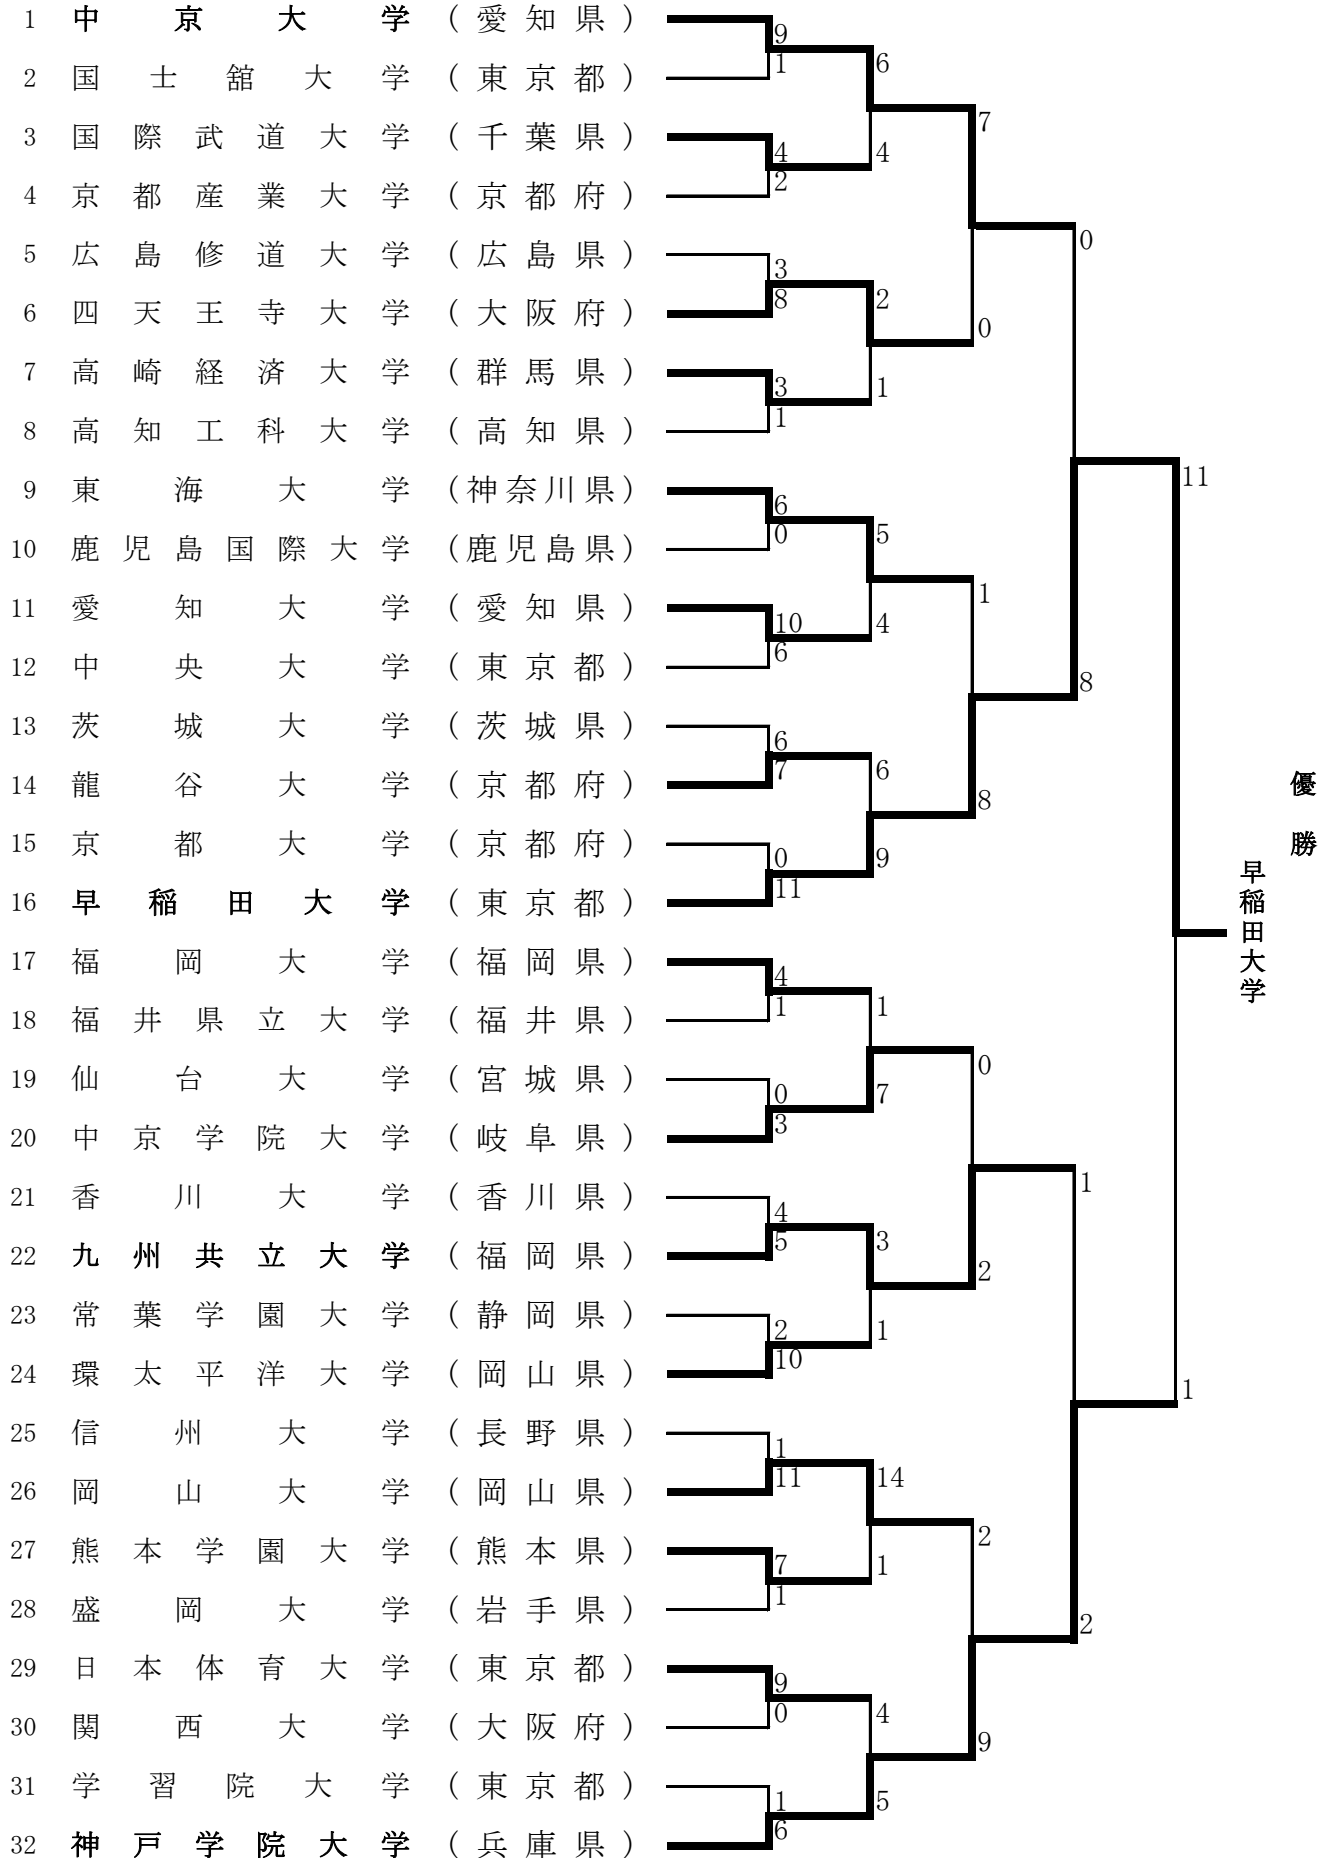 1 中京大学 (愛知県)
2 国士舘大学 (東京都)
3 国際武道大学 (千葉県)
4 京都産業大学 (京都府)
5 広島修道大学 (広島県)
6 四天王寺大学 (大阪府)
7 高崎経済大学 (群馬県)
8 高知工科大学 (高知県)
9 東海大学 (神奈川県)
10 鹿児島国際大学 (鹿児島県)
11 愛知大学 (愛知県)
12 中央大学 (東京都)
13 茨城大学 (茨城県)
14 龍谷大学 (京都府)
15 京都大学 (京都府)
16 早稲田大学 (東京都)
17 福岡大学 (福岡県)
18 福井県立大学 (福井県)
19 仙台大学 (宮城県)
20 中京学院大学 (岐阜県)
21 香川大学 (香川県)
22 九州共立大学 (福岡県)
23 常葉学園大学 (静岡県)
24 環太平洋大学 (岡山県)
25 信州大学 (長野県)
26 岡山大学 (岡山県)
27 熊本学園大学 (熊本県)
28 盛岡大学 (岩手県)
29 日本体育大学 (東京都)
30 関西大学 (大阪府)
31 学習院大学 (東京都)
32 神戸学院大学 (兵庫県)
9
1
4
2
3
8
3
1
6
0
10
6
6
7
0
11
4
1
0
3
4
5
2
10
1
11
7
1
9
0
1
6
6
4
2
1
5
4
6
9
1
7
3
1
14
1
4
5
7
0
1
8
0
2
2
9
0
8
1
2
11
1
優勝
早稲田大学